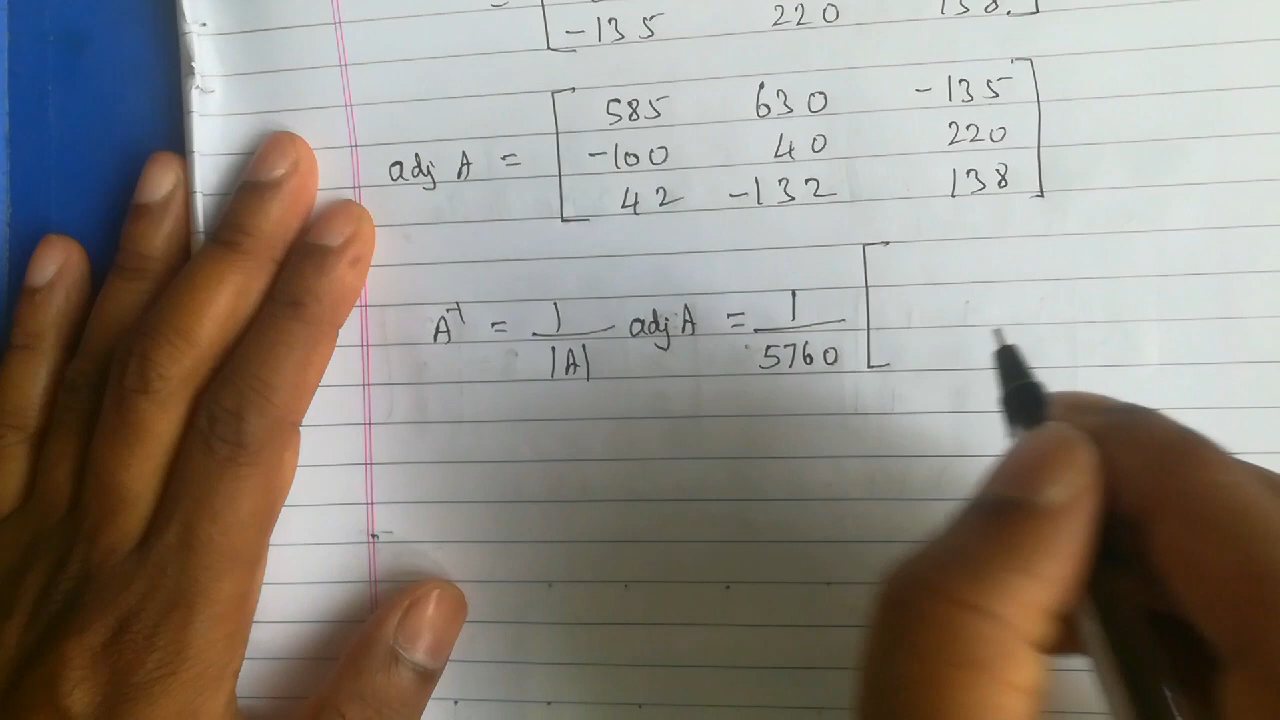 -135 220 138.
adj A = [ 585 630 -135
-100 40 220
42 -132 138 ]
A⁻¹ = 1/|A| adj A = 1/5760 [